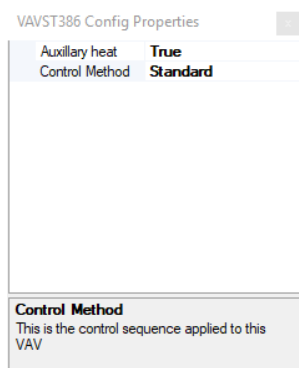 VAVST386 Config Properties
Auxillary heat True
Control Method Standard
Control Method
This is the control sequence applied to this
VAV